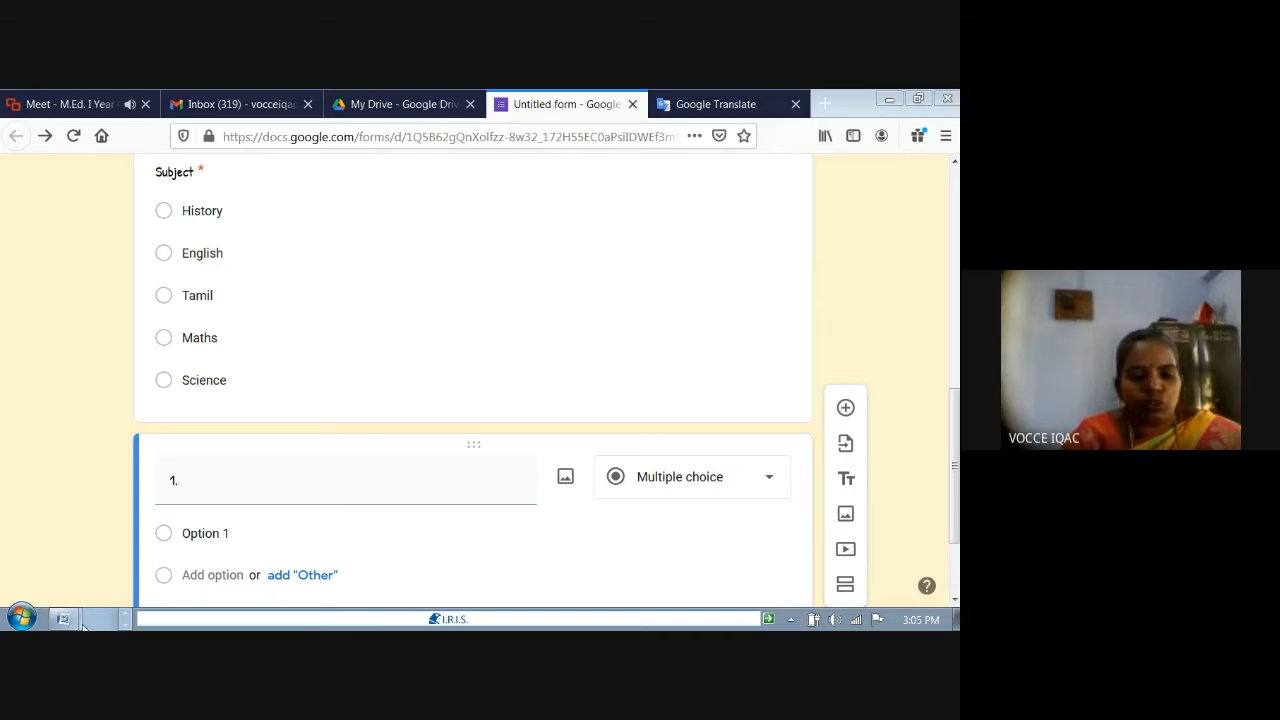 Meet - M.Ed. I Year
Inbox (319) - vocceiqac
My Drive - Google Driv
Untitled form - Google
Google Translate
https://docs.google.com/forms/d/1Q5B62gQnXolfzz-8w32_172H55EC0aPsiIDWEf3m
Subject *
History
English
Tamil
Maths
Science
1.
Multiple choice
Option 1
Add option or add "Other"
Tт
?
I.R.I.S.
3:05 PM
VOCCE IQAC